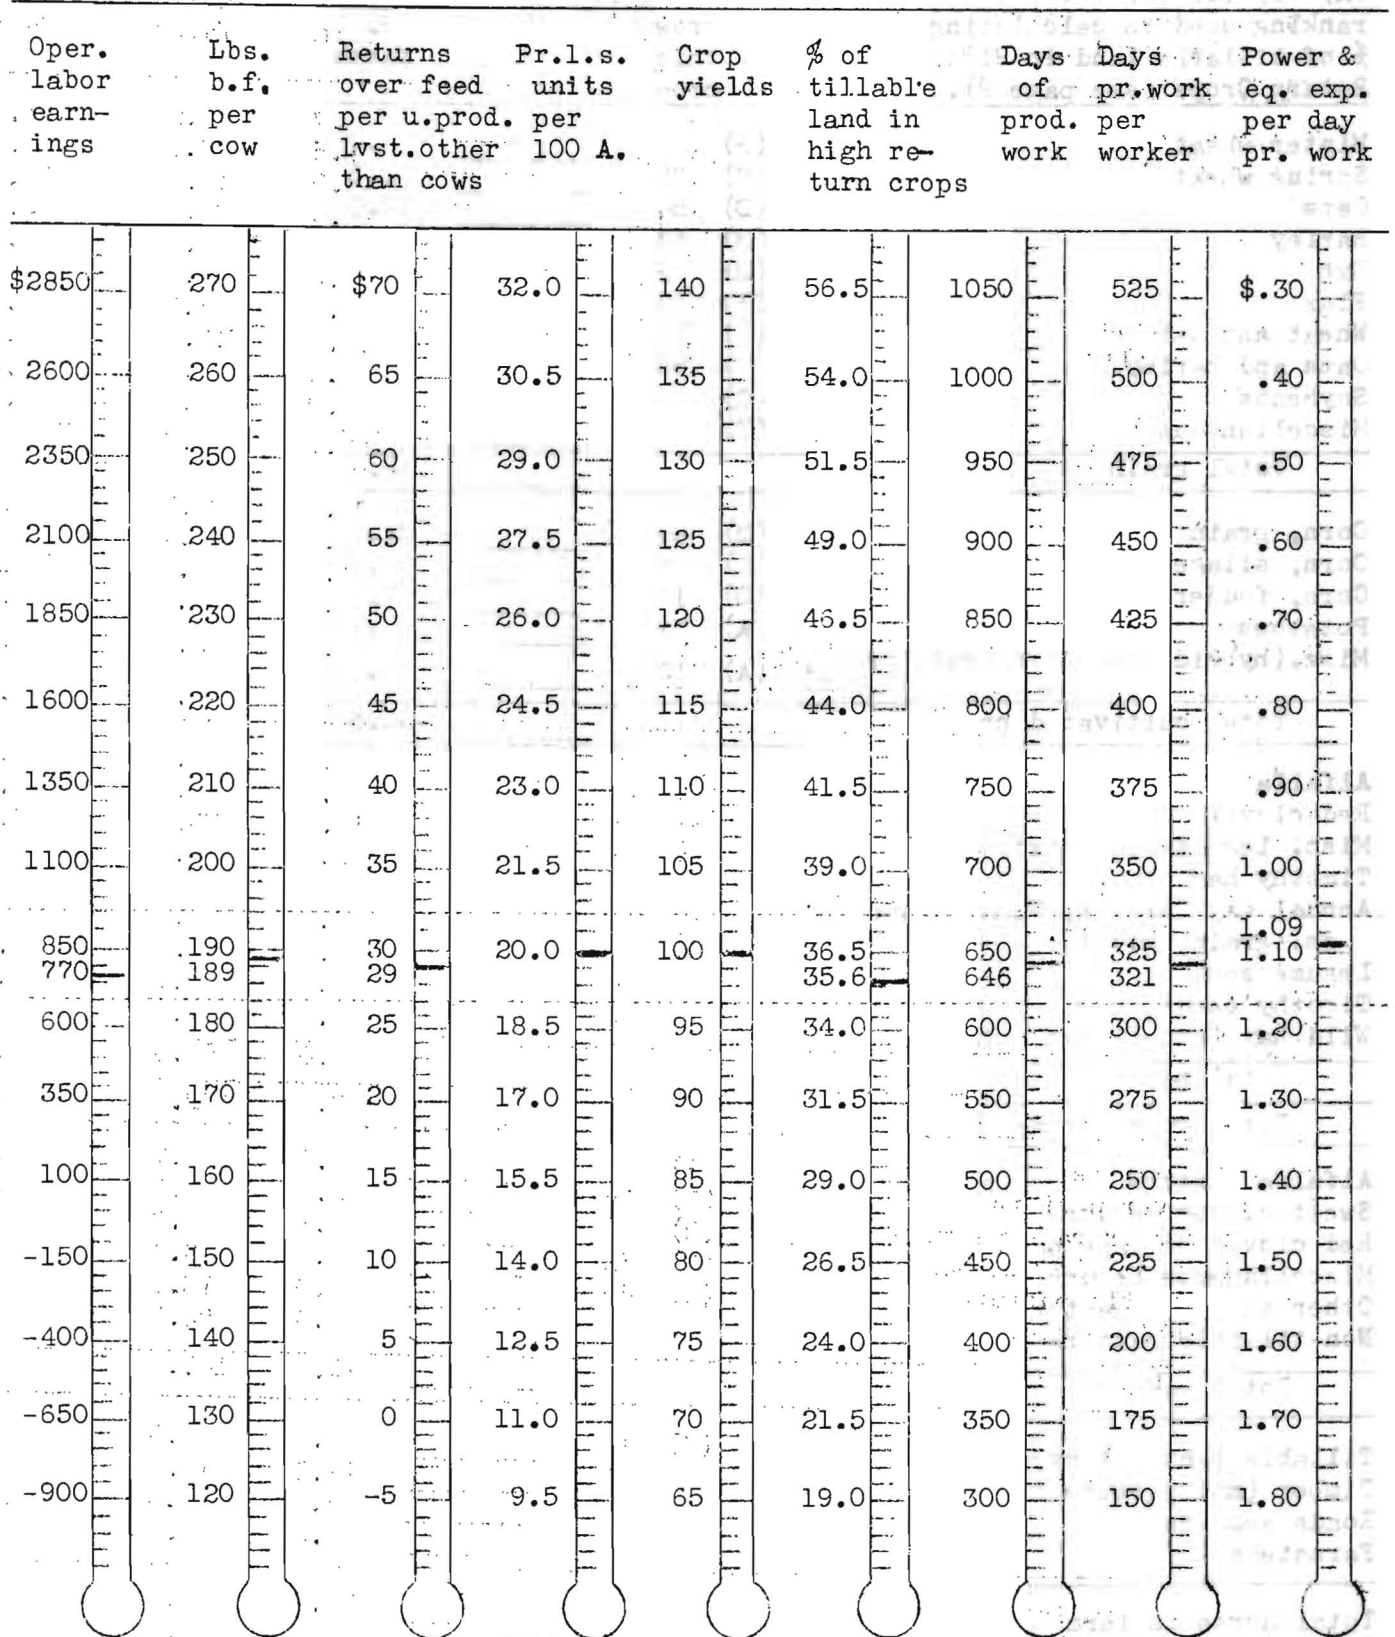 Oper. Lbs. Returns Pr.l.s. Crop % of Days Days Power &
labor b.f. over feed units yields tillable of pr.work eq. exp.
earn- per per u.prod. per land in prod. per per day
ings cow lvst.other 100 A. high re- work worker pr. work
than cows turn crops
$2850 270 $70 32.0 140 56.5 1050 525 $.30
2600 260 65 30.5 135 54.0 1000 500 .40
2350 250 60 29.0 130 51.5 950 475 .50
2100 240 55 27.5 125 49.0 900 450 .60
1850 230 50 26.0 120 46.5 850 425 .70
1600 220 45 24.5 115 44.0 800 400 .80
1350 210 40 23.0 110 41.5 750 375 .90
1100 200 35 21.5 105 39.0 700 350 1.00
1.09
850 190 30 20.0 100 36.5 650 325 1.10
770 189 29 35.6 646 321
600 180 25 18.5 95 34.0 600 300 1.20
350 170 20 17.0 90 31.5 550 275 1.30
100 160 15 15.5 85 29.0 500 250 1.40
-150 150 10 14.0 80 26.5 450 225 1.50
-400 140 5 12.5 75 24.0 400 200 1.60
-650 130 0 11.0 70 21.5 350 175 1.70
-900 120 -5 9.5 65 19.0 300 150 1.80